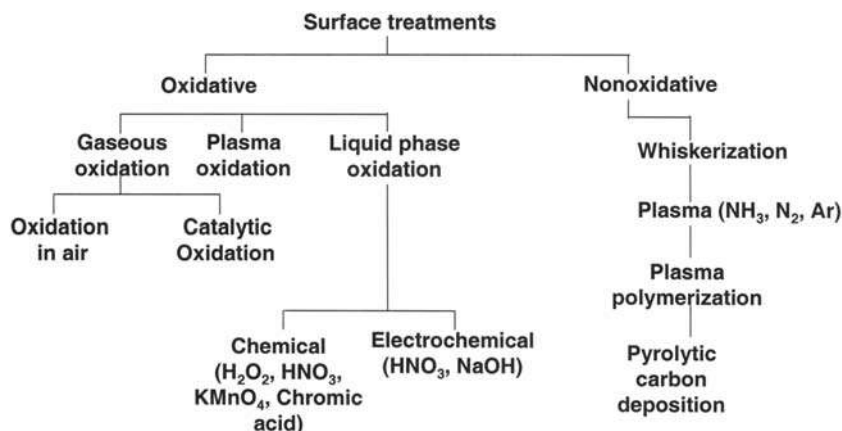 Surface treatments
Oxidative
Nonoxidative
Gaseous
oxidation
Plasma
oxidation
Liquid phase
oxidation
Whiskerization
Oxidation
in air
Catalytic
Oxidation
Plasma (NH₃, N₂, Ar)
Plasma
polymerization
Chemical
(H₂O₂, HNO₃,
KMnO₄, Chromic
acid)
Electrochemical
(HNO₃, NaOH)
Pyrolytic
carbon
deposition